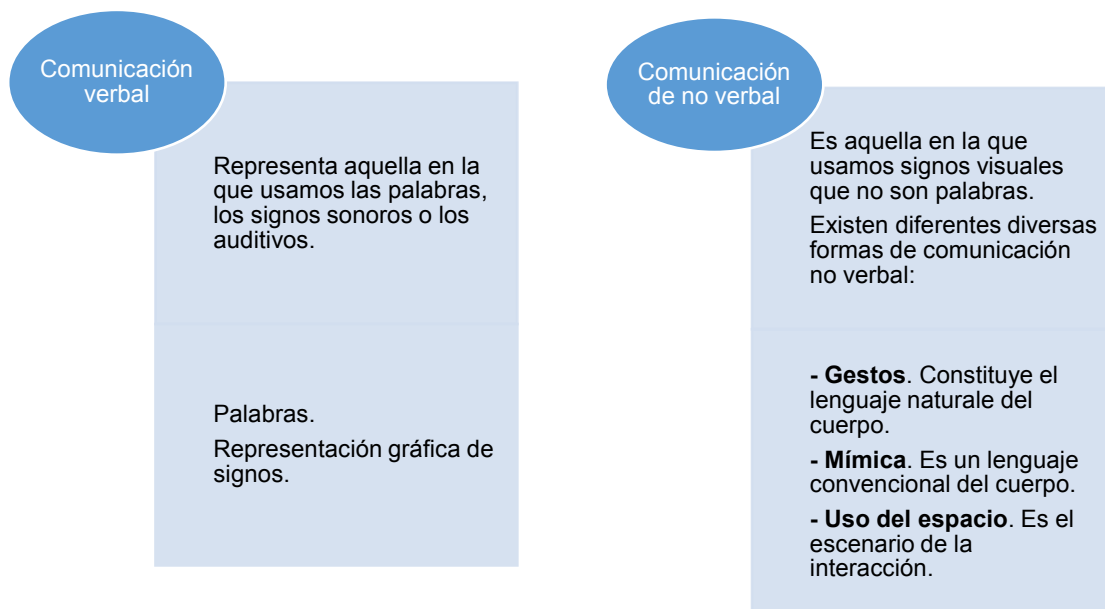 Comunicación
verbal
Representa aquella en la
que usamos las palabras,
los signos sonoros o los
auditivos.
Palabras.
Representación gráfica de
signos.
Comunicación
de no verbal
Es aquella en la que
usamos signos visuales
que no son palabras.
Existen diferentes diversas
formas de comunicación
no verbal:
- Gestos. Constituye el
lenguaje naturale del
cuerpo.
- Mímica. Es un lenguaje
convencional del cuerpo.
- Uso del espacio. Es el
escenario de la
interacción.